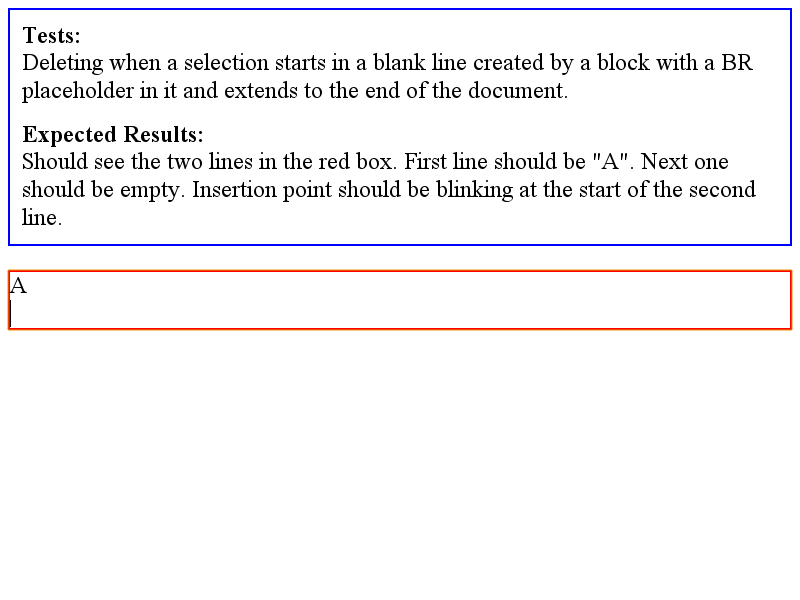 Tests:
Deleting when a selection starts in a blank line created by a block with a BR
placeholder in it and extends to the end of the document.
Expected Results:
Should see the two lines in the red box. First line should be "A". Next one
should be empty. Insertion point should be blinking at the start of the second
line.
A